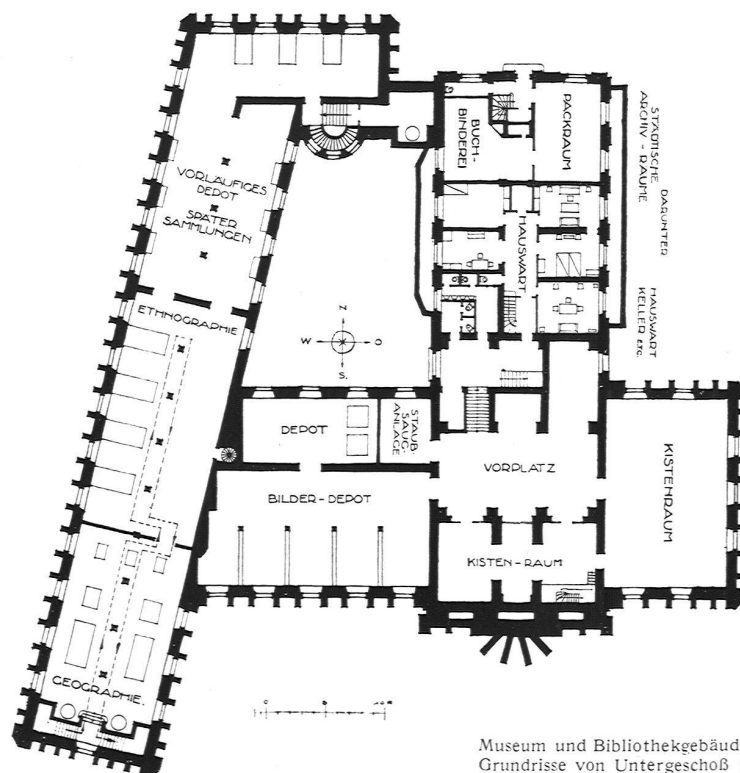 VORLÄUFIGES
DEPOT
SPÄTER
SAMMLUNGEN
ETHNOGRAPHIE
GEOGRAPHIE.
BUCH-
BINDEREI
PACKRAUM
HAUSWART
STÄDTISCHE DARUNTER
ARCHIV-RÄUME
HAUSWART
KELLER etc.
N
W O
S.
DEPOT
STAUB-
SAUG-
ANLAGE
BILDER-DEPOT
VORPLATZ
KISTENRAUM
KISTEN-RAUM
Museum und Bibliothekgebäud
Grundrisse von Untergeschoß